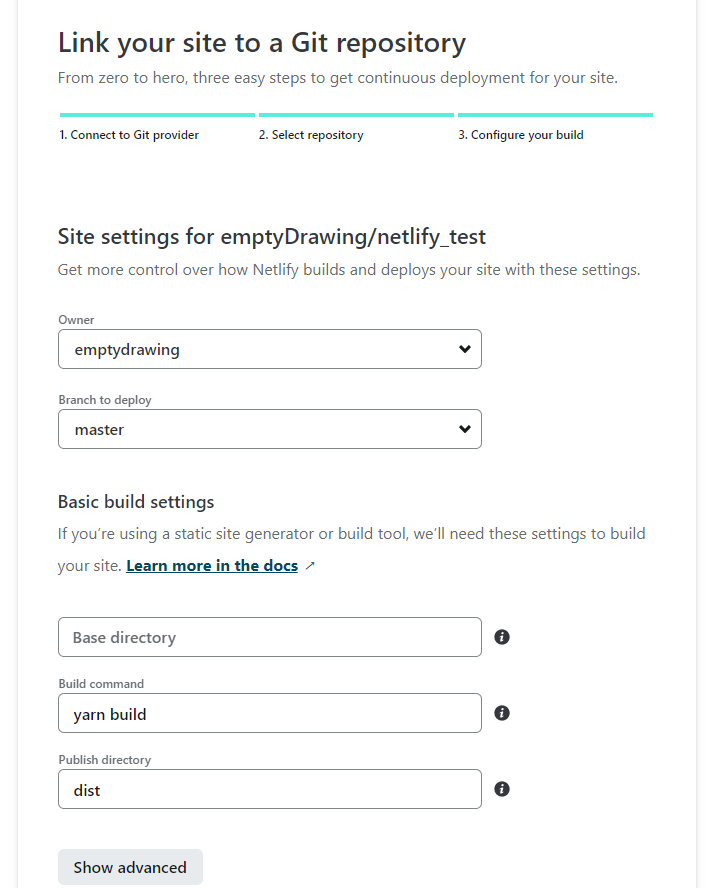 Link your site to a Git repository
From zero to hero, three easy steps to get continuous deployment for your site.
1. Connect to Git provider
2. Select repository
3. Configure your build
Site settings for emptyDrawing/netlify_test
Get more control over how Netlify builds and deploys your site with these settings.
Owner
emptydrawing
Branch to deploy
master
Basic build settings
If you’re using a static site generator or build tool, we’ll need these settings to build
your site. Learn more in the docs ↗
Base directory
Build command
yarn build
Publish directory
dist
Show advanced